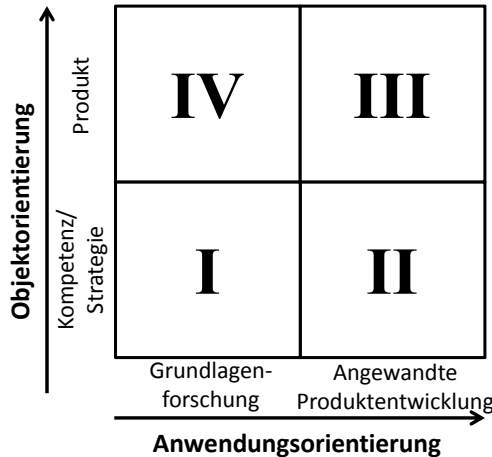 Objektorientierung
Produkt
Kompetenz/
Strategie
IV
III
I
II
Grundlagen-
forschung
Angewandte
Produktentwicklung
Anwendungsorientierung